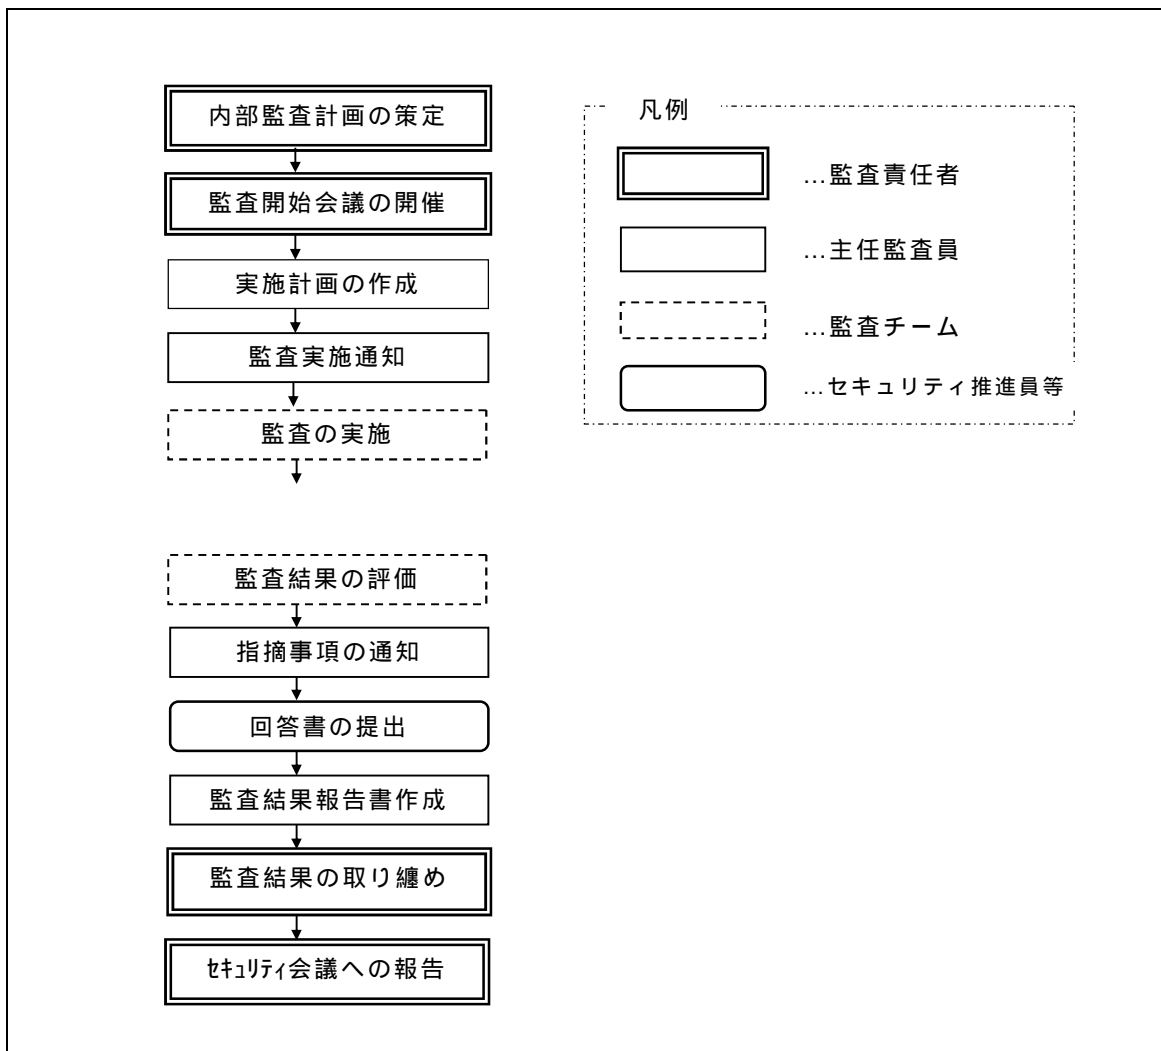 内部監査計画の策定
監査開始会議の開催
実施計画の作成
監査実施通知
監査の実施
監査結果の評価
指摘事項の通知
回答書の提出
監査結果報告書作成
監査結果の取り纏め
ｾｷｭﾘﾃｨ会議への報告
凡例
…監査責任者
…主任監査員
…監査チーム
…セキュリティ推進員等